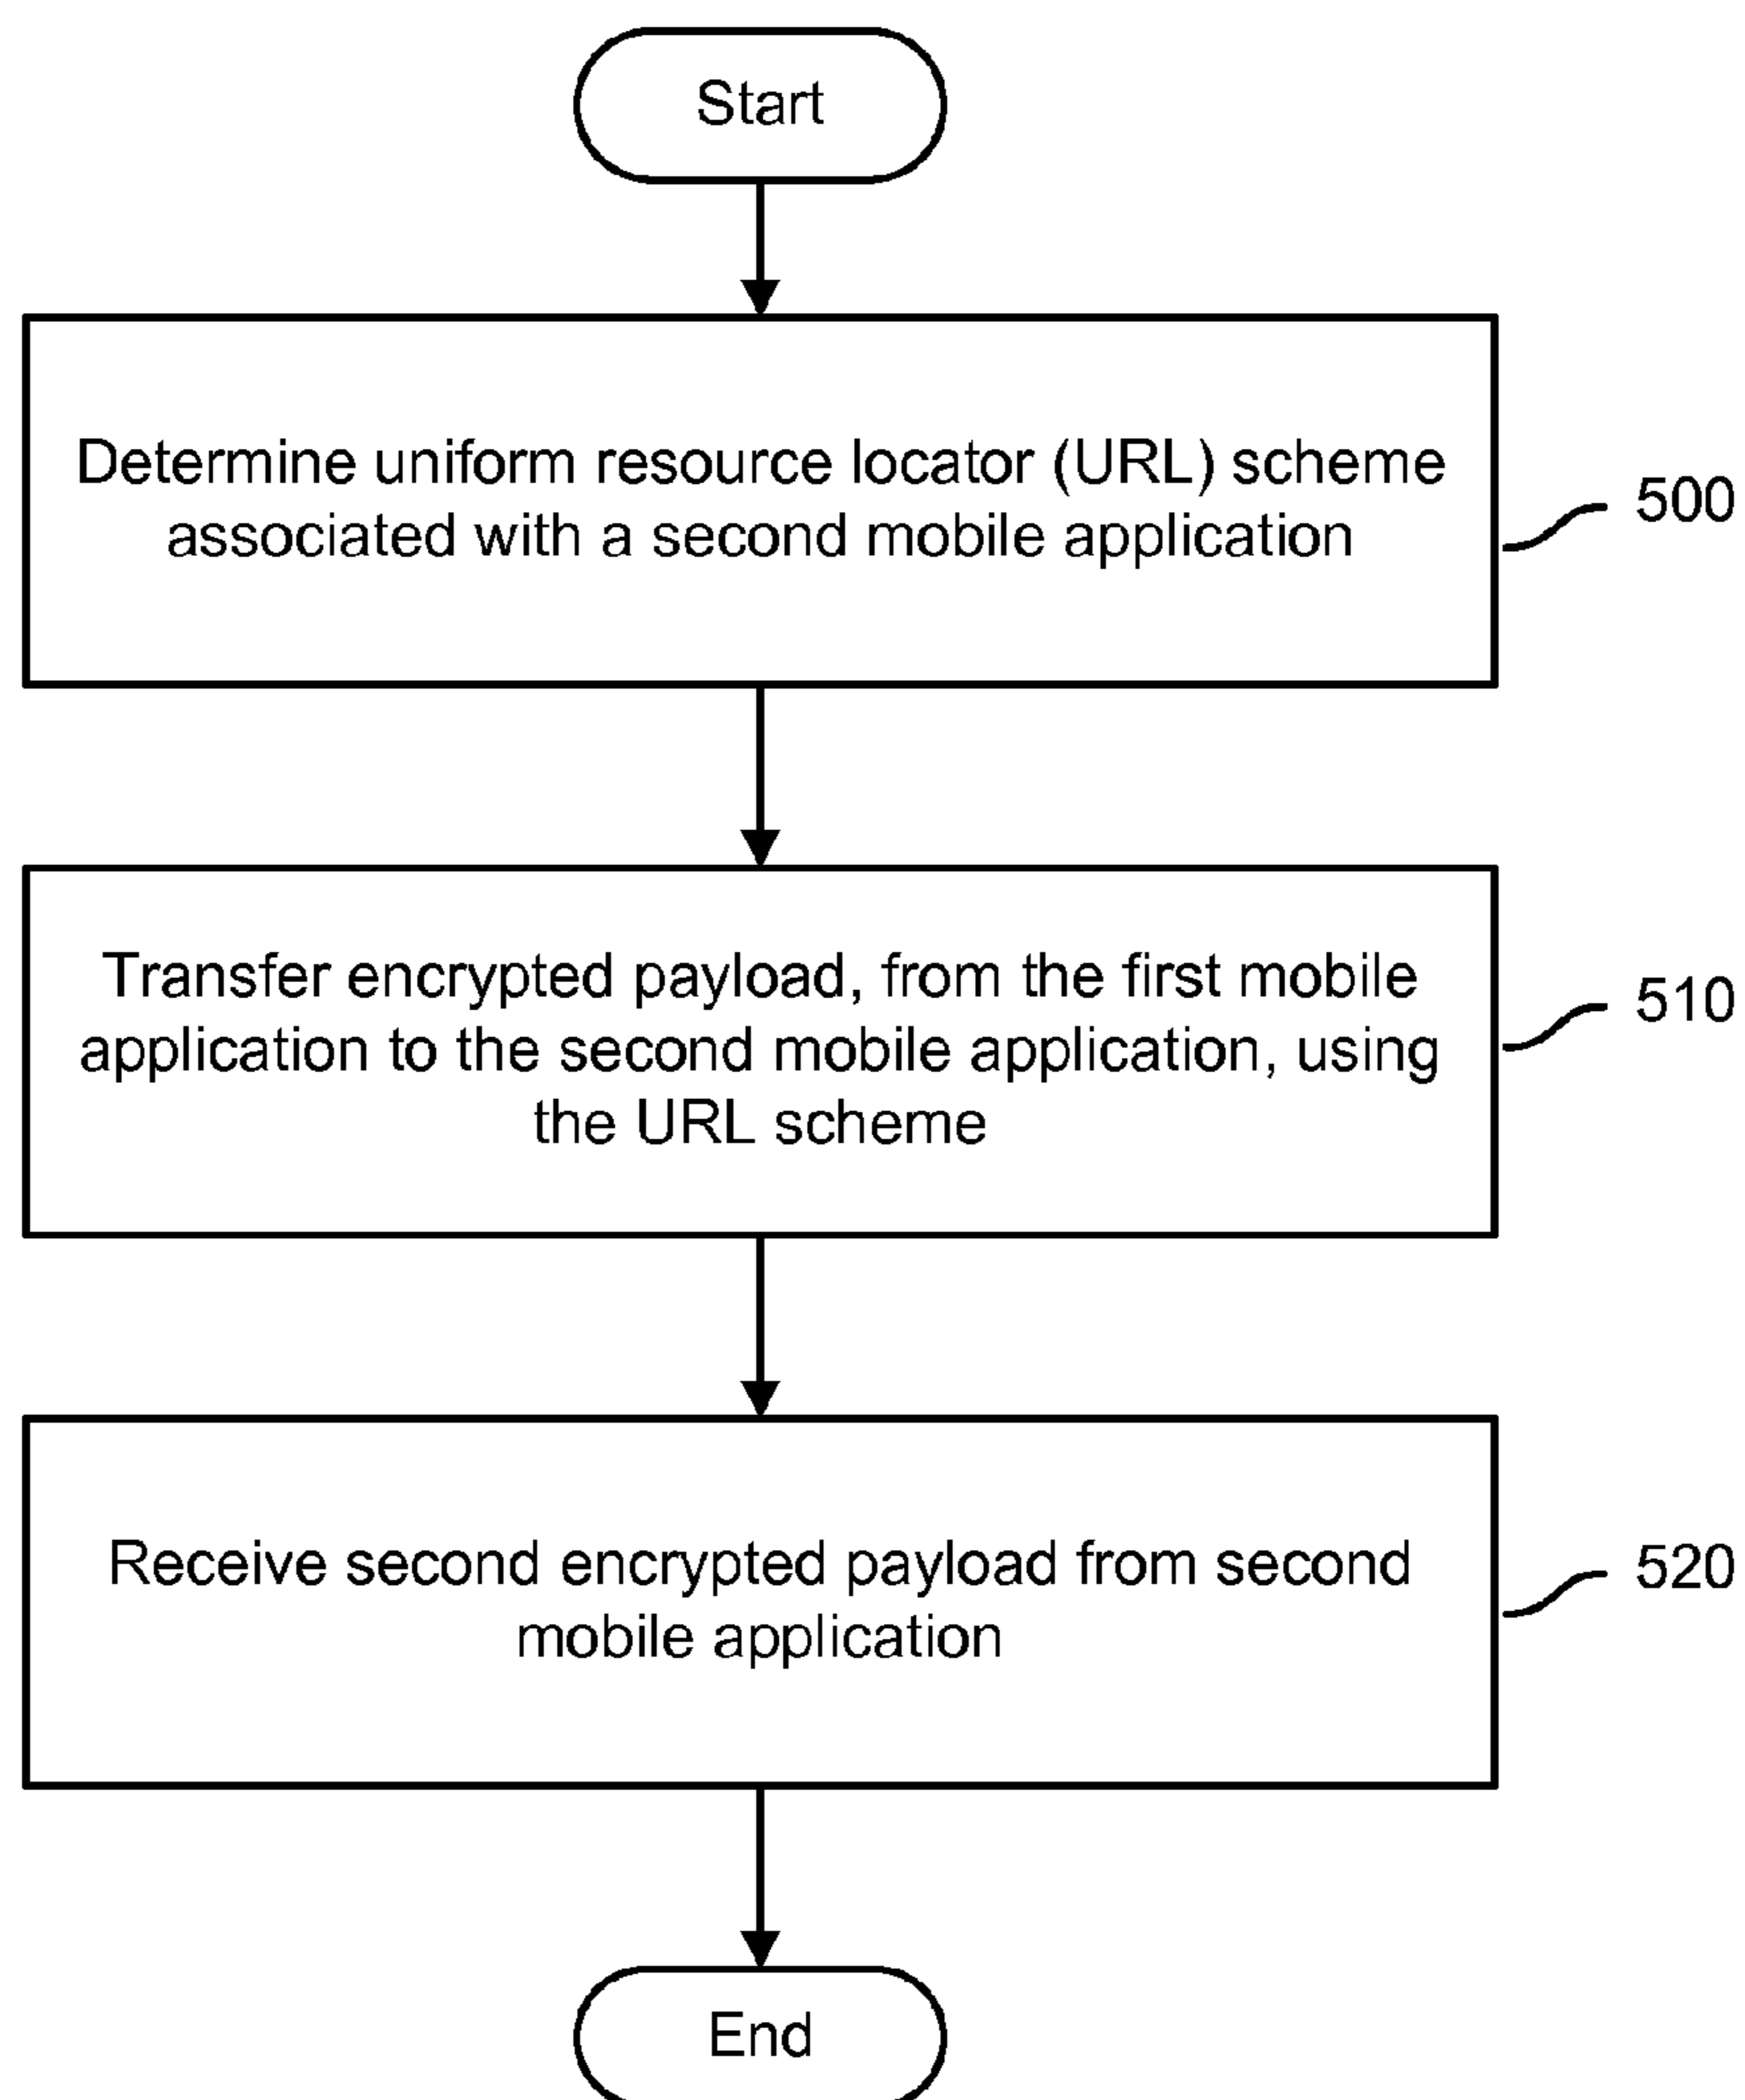 Start
Determine uniform resource locator (URL) scheme
associated with a second mobile application
500
Transfer encrypted payload, from the first mobile
application to the second mobile application, using
the URL scheme
510
Receive second encrypted payload from second
mobile application
520
End